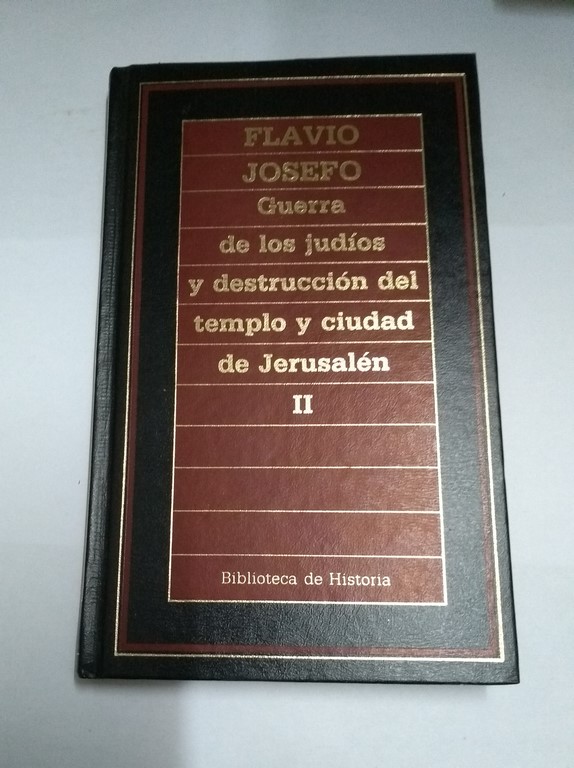 FLAVIO
JOSEFO
Guerra
de los judíos
y destrucción del
templo y ciudad
de Jerusalén
II
Biblioteca de Historia